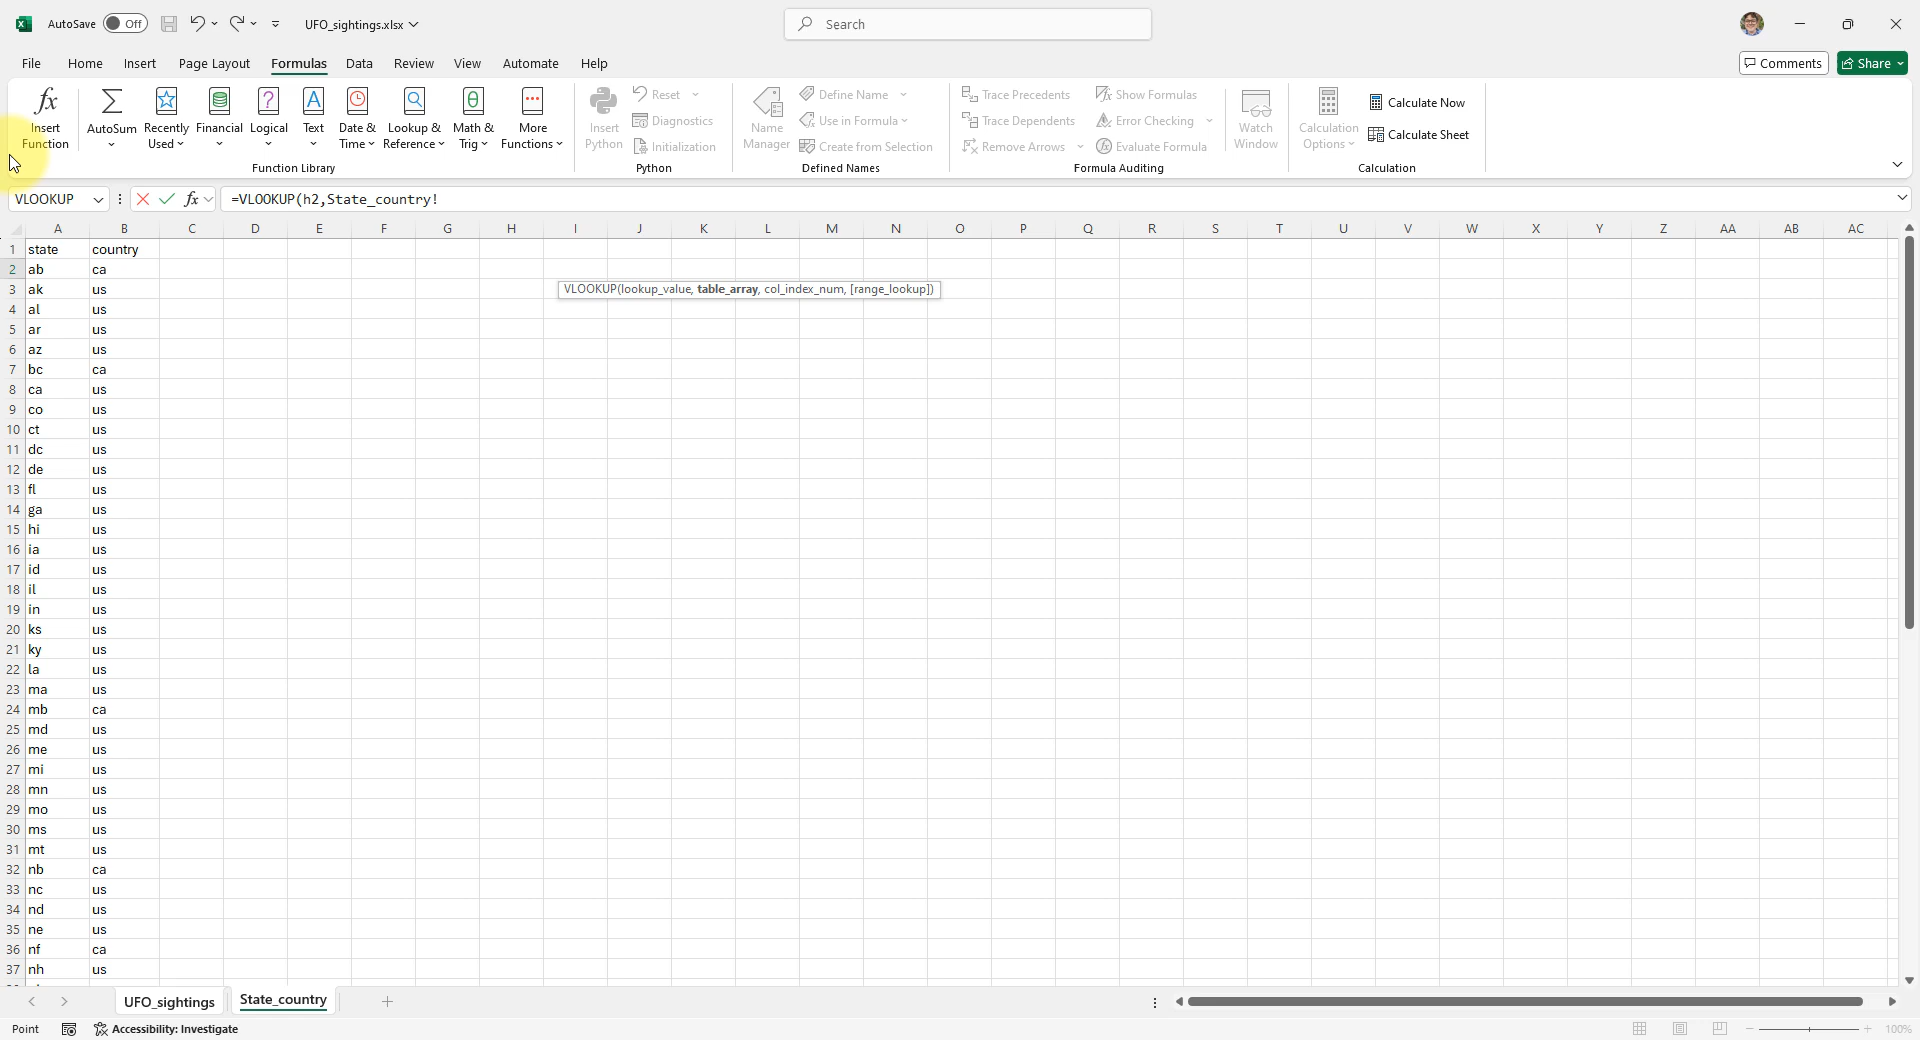 AutoSave Off UFO_sightings.xlsx Search
File Home Insert Page Layout Formulas Data Review View Automate Help Comments Share
Insert Function AutoSum Recently Used Financial Logical Text Date & Time Lookup & Reference Math & Trig More Functions
Function Library
Insert Python Reset Diagnostics Initialization
Python
Name Manager Define Name Use in Formula Create from Selection
Defined Names
Trace Precedents Show Formulas
Trace Dependents Error Checking
Remove Arrows Evaluate Formula
Watch Window
Formula Auditing
Calculation Options Calculate Now Calculate Sheet
Calculation
VLOOKUP fx =VLOOKUP(h2,State_country!
A B C D E F G H I J K L M N O P Q R S T U V W X Y Z AA AB AC
1 state country
2 ab ca
3 ak us
VLOOKUP(lookup_value, table_array, col_index_num, [range_lookup])
4 al us
5 ar us
6 az us
7 bc ca
8 ca us
9 co us
10 ct us
11 dc us
12 de us
13 fl us
14 ga us
15 hi us
16 ia us
17 id us
18 il us
19 in us
20 ks us
21 ky us
22 la us
23 ma us
24 mb ca
25 md us
26 me us
27 mi us
28 mn us
29 mo us
30 ms us
31 mt us
32 nb ca
33 nc us
34 nd us
35 ne us
36 nf ca
37 nh us
UFO_sightings State_country
Point Accessibility: Investigate 100%